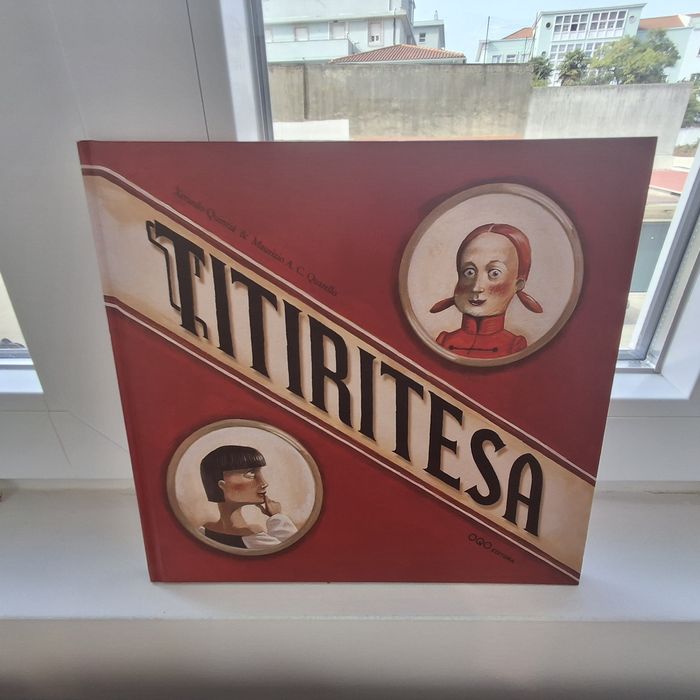 Xerardo Quintiá & Maurizio A. C. Quarello
TITIRITESA
OQO EDITORA